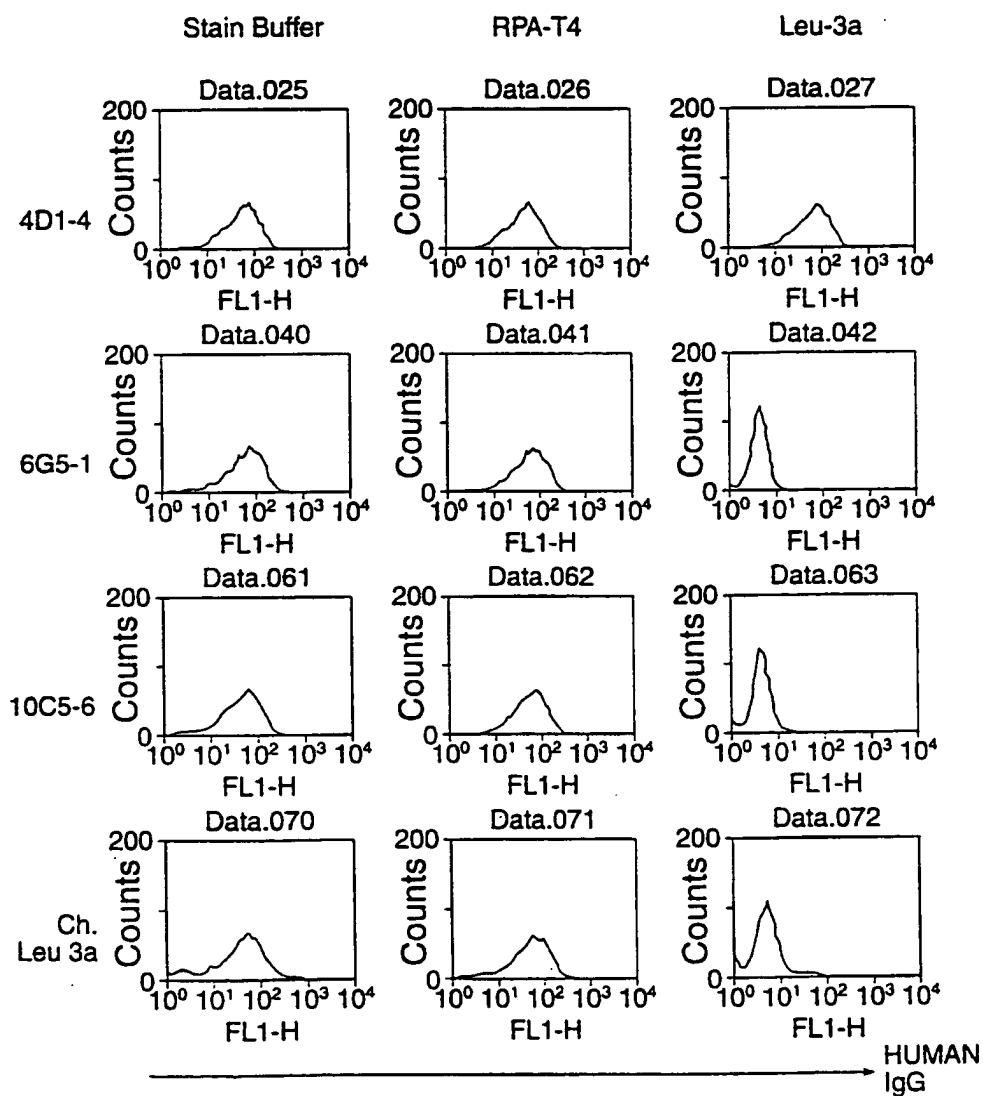 Stain Buffer RPA-T4 Leu-3a
Data.025 Data.026 Data.027
4D1-4
200 200 200
Counts Counts Counts
0 0 0
10⁰ 10¹ 10² 10³ 10⁴ 10⁰ 10¹ 10² 10³ 10⁴ 10⁰ 10¹ 10² 10³ 10⁴
FL1-H FL1-H FL1-H
Data.040 Data.041 Data.042
6G5-1
200 200 200
Counts Counts Counts
0 0 0
10⁰ 10¹ 10² 10³ 10⁴ 10⁰ 10¹ 10² 10³ 10⁴ 10⁰ 10¹ 10² 10³ 10⁴
FL1-H FL1-H FL1-H
Data.061 Data.062 Data.063
10C5-6
200 200 200
Counts Counts Counts
0 0 0
10⁰ 10¹ 10² 10³ 10⁴ 10⁰ 10¹ 10² 10³ 10⁴ 10⁰ 10¹ 10² 10³ 10⁴
FL1-H FL1-H FL1-H
Data.070 Data.071 Data.072
Ch.
Leu 3a
200 200 200
Counts Counts Counts
0 0 0
10⁰ 10¹ 10² 10³ 10⁴ 10⁰ 10¹ 10² 10³ 10⁴ 10⁰ 10¹ 10² 10³ 10⁴
FL1-H FL1-H FL1-H
HUMAN
IgG